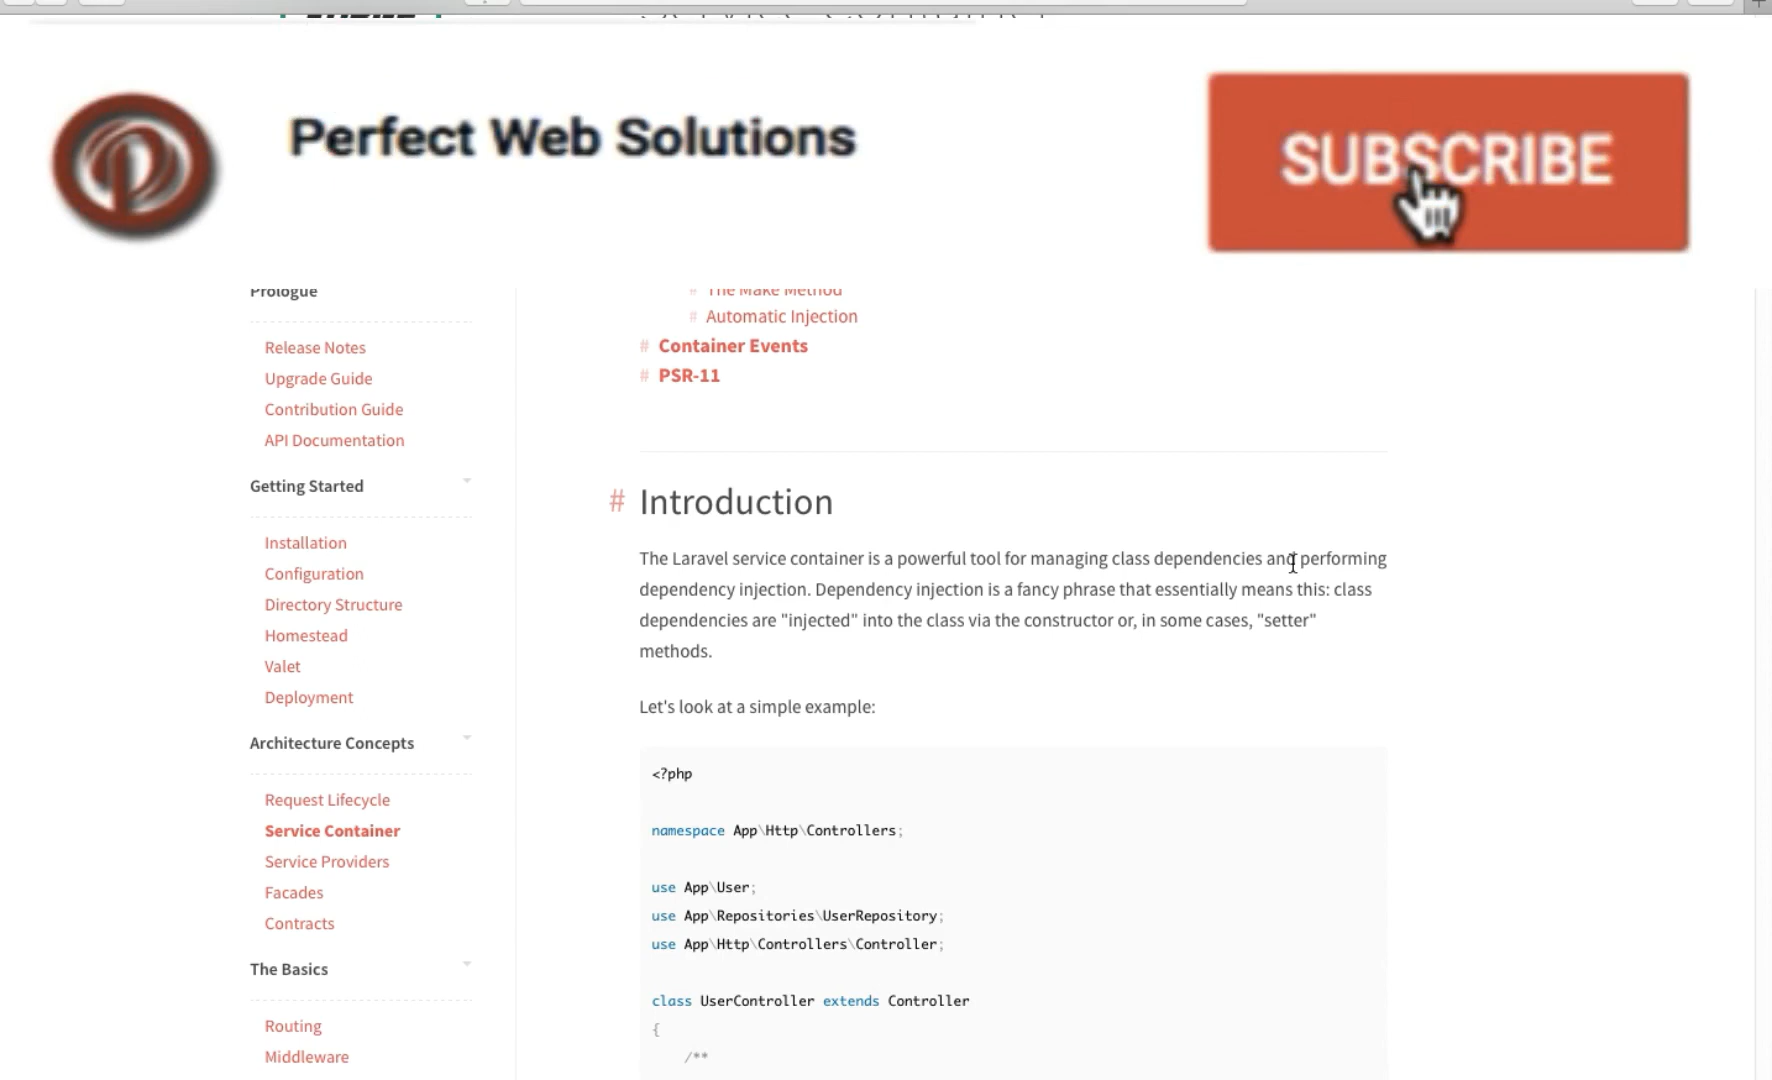 Perfect Web Solutions
SUBSCRIBE
Prologue
Release Notes
Upgrade Guide
Contribution Guide
API Documentation
Getting Started
Installation
Configuration
Directory Structure
Homestead
Valet
Deployment
Architecture Concepts
Request Lifecycle
Service Container
Service Providers
Facades
Contracts
The Basics
Routing
Middleware
# The Make Method
# Automatic Injection
# Container Events
# PSR-11
# Introduction
The Laravel service container is a powerful tool for managing class dependencies and performing
dependency injection. Dependency injection is a fancy phrase that essentially means this: class
dependencies are "injected" into the class via the constructor or, in some cases, "setter"
methods.
Let's look at a simple example:
<?php
namespace App\Http\Controllers;
use App\User;
use App\Repositories\UserRepository;
use App\Http\Controllers\Controller;
class UserController extends Controller
{
/**